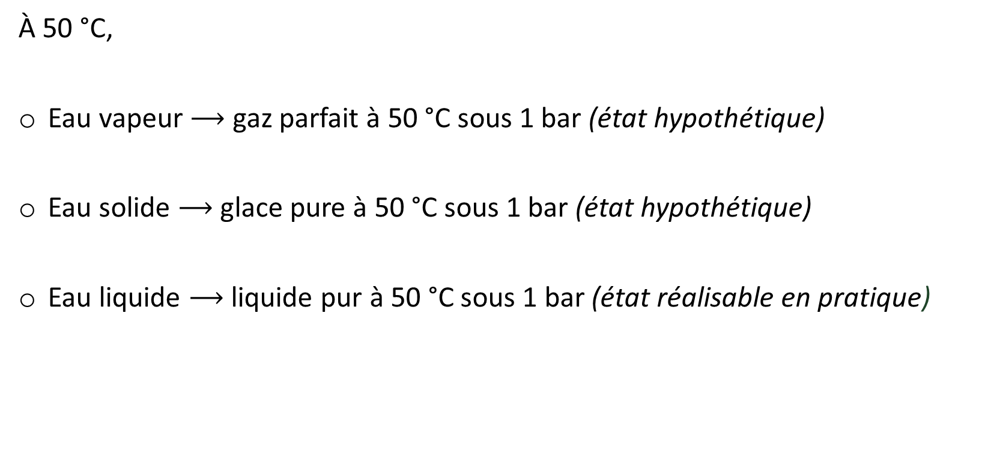 À 50 °C,
○ Eau vapeur ⟶ gaz parfait à 50 °C sous 1 bar (état hypothétique)
○ Eau solide ⟶ glace pure à 50 °C sous 1 bar (état hypothétique)
○ Eau liquide ⟶ liquide pur à 50 °C sous 1 bar (état réalisable en pratique)